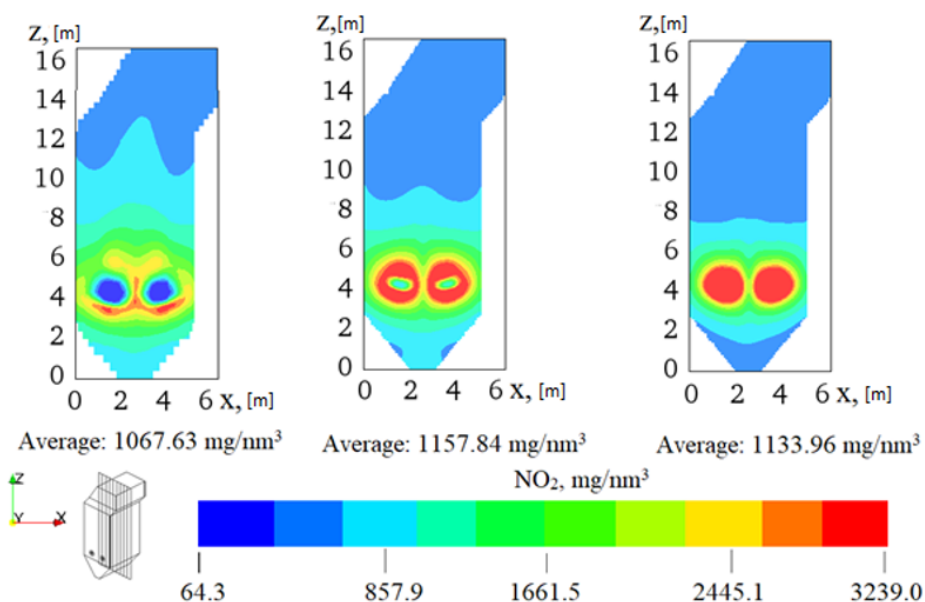 z, [m]
16
14
12
10
8
6
4
2
0
0 2 4 6 x, [m]
Average: 1067.63 mg/nm³
z, [m]
16
14
12
10
8
6
4
2
0
0 2 4 6 x, [m]
Average: 1157.84 mg/nm³
z, [m]
16
14
12
10
8
6
4
2
0
0 2 4 6 x, [m]
Average: 1133.96 mg/nm³
Z
Y X
NO₂, mg/nm³
64.3 857.9 1661.5 2445.1 3239.0